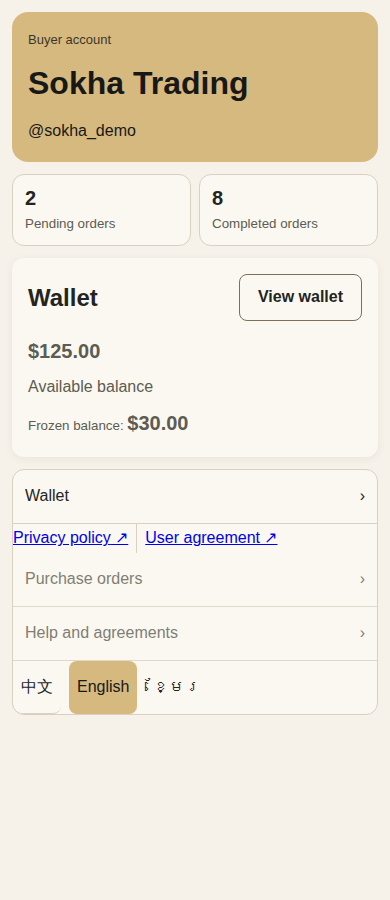 Buyer account
Sokha Trading
@sokha_demo
2
Pending orders
8
Completed orders
Wallet
View wallet
$125.00
Available balance
Frozen balance: $30.00
Wallet ›
Privacy policy ↗ User agreement ↗
Purchase orders ›
Help and agreements ›
中文 English ខ្មែរ